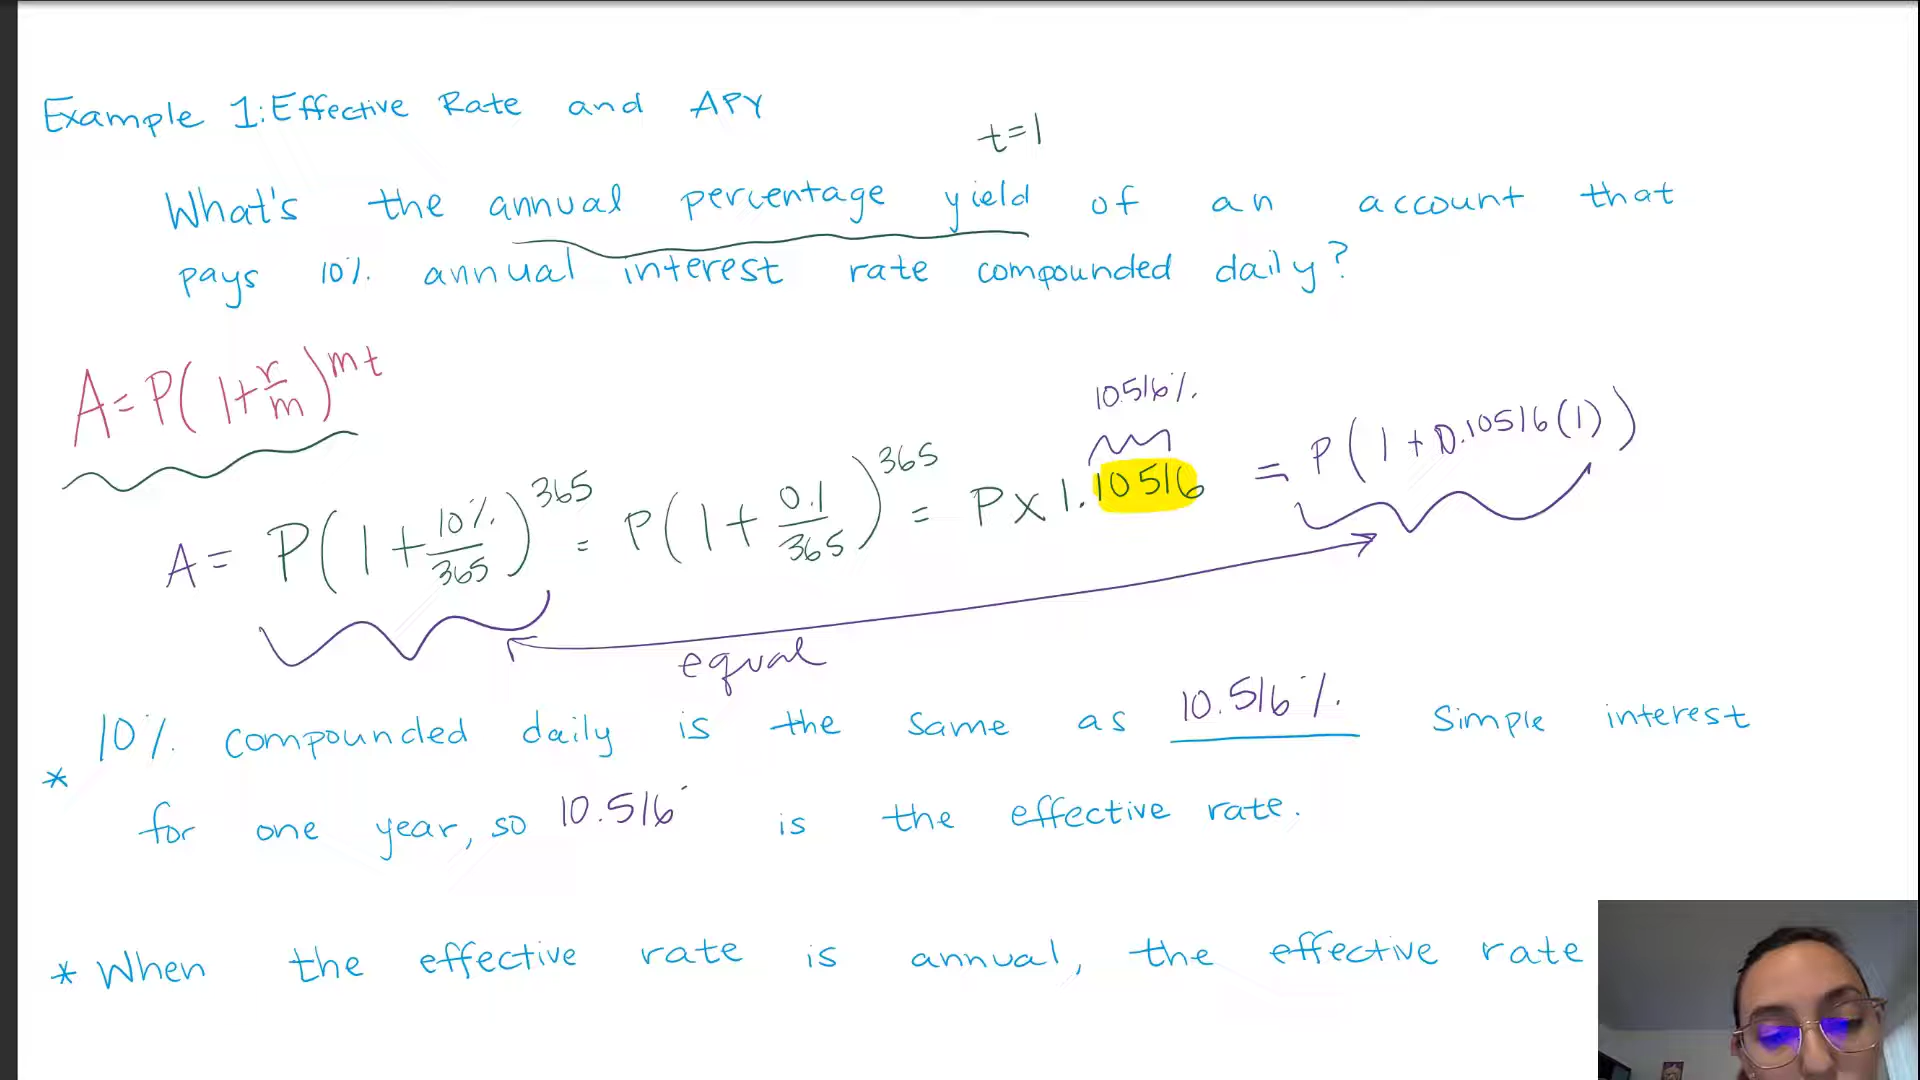 Example 1: Effective Rate and APY
t=1
What's the annual percentage yield of an account that
pays 10% annual interest rate compounded daily?
A=P(1+r/m)^mt
10.516%
A= P(1+10%/365)^365 = P(1+0.1/365)^365 = P×1.10516 = P(1+0.10516(1))
equal
10% compounded daily is the same as 10.516% simple interest
*
for one year, so 10.516 is the effective rate.
* When the effective rate is annual, the effective rate